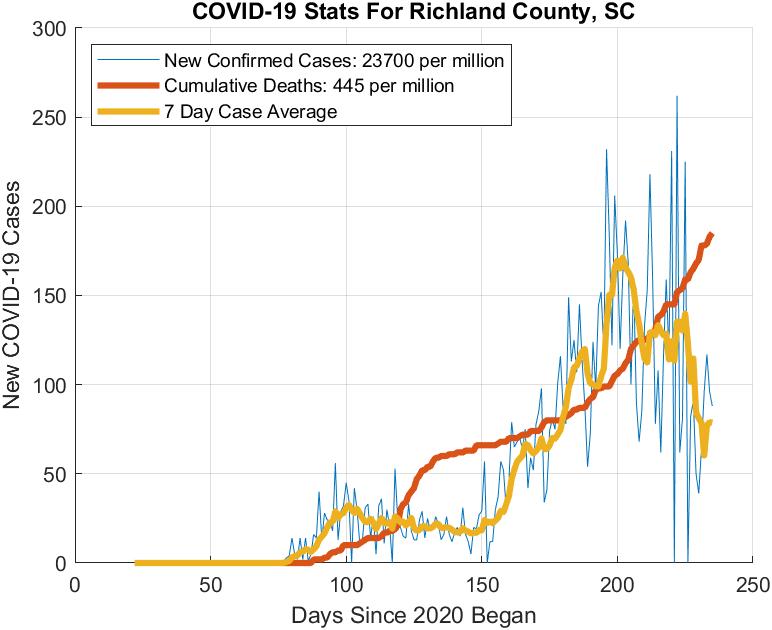 COVID-19 Stats For Richland County, SC
300
New Confirmed Cases: 23700 per million
Cumulative Deaths: 445 per million
7 Day Case Average
250
200
150
100
50
0
New COVID-19 Cases
0 50 100 150 200 250
Days Since 2020 Began